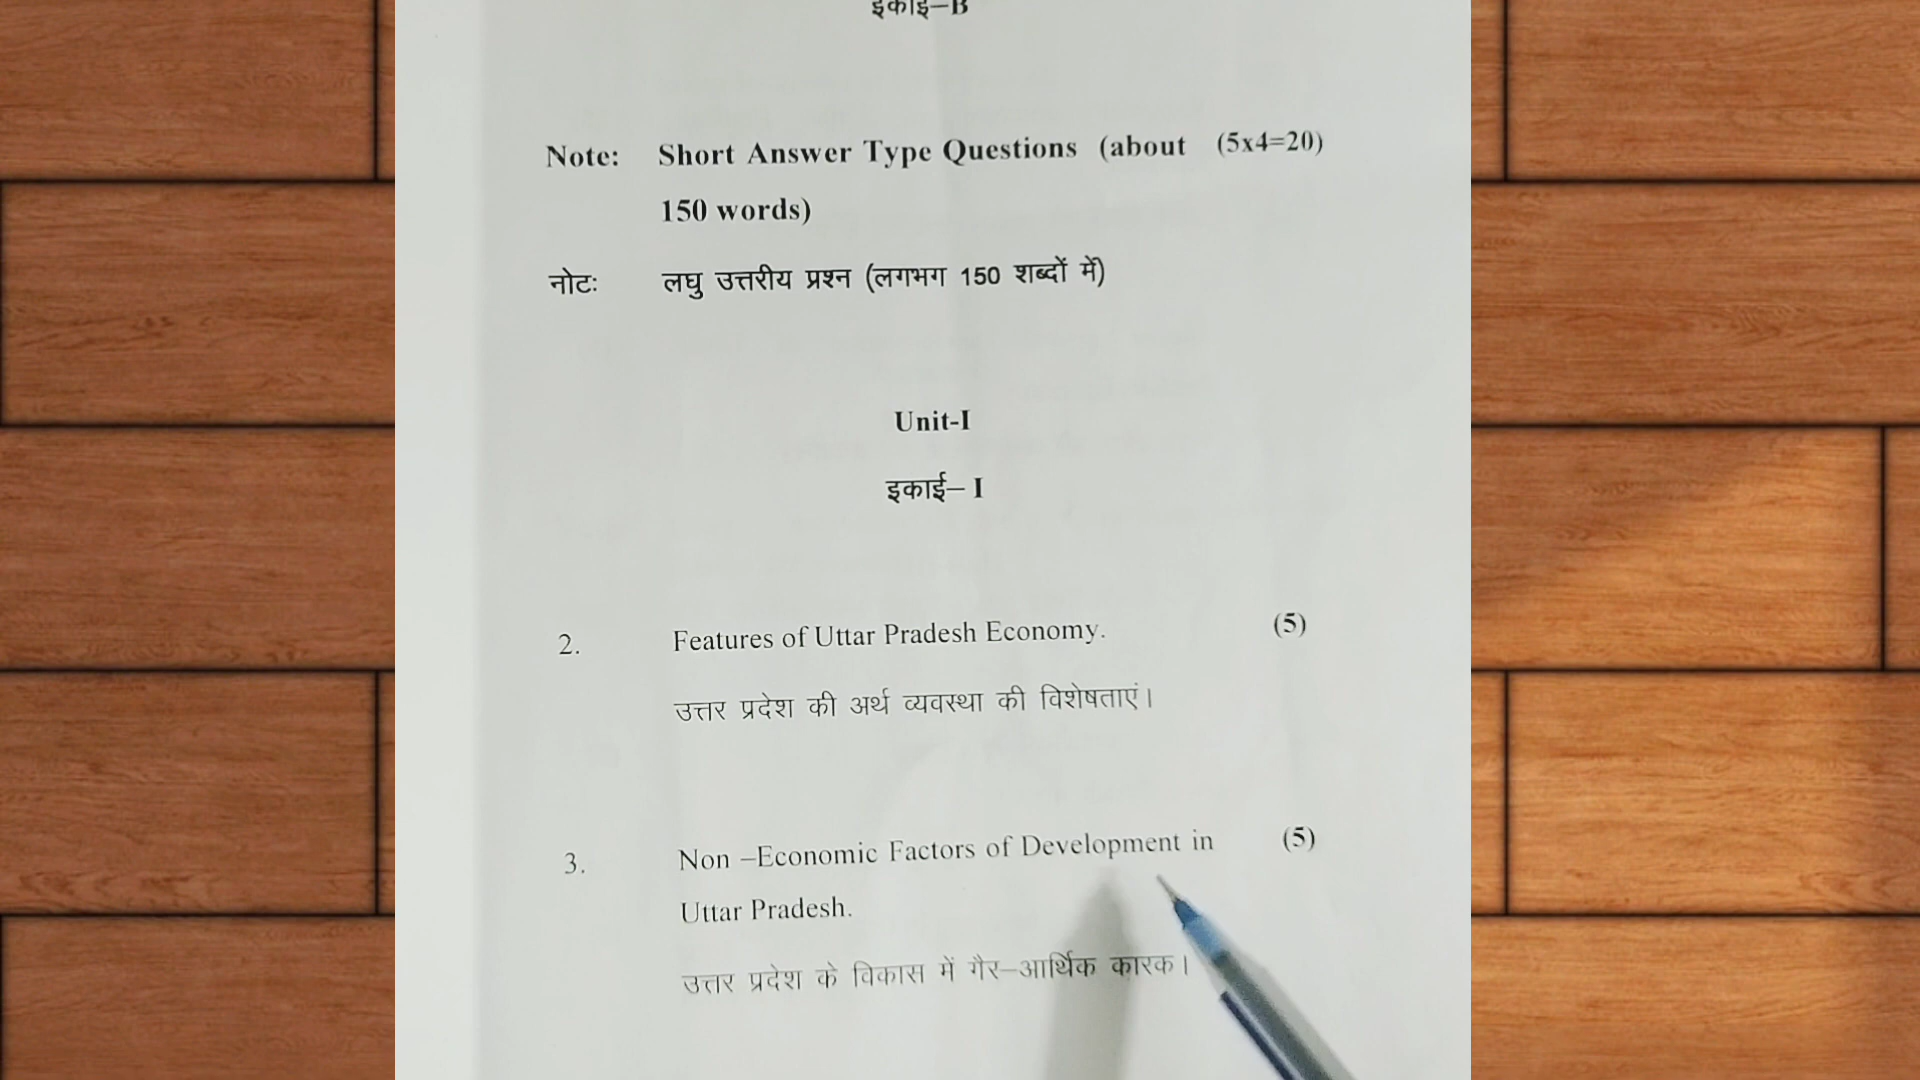 इकाई–B
Note: Short Answer Type Questions (about (5x4=20)
150 words)
नोटः लघु उत्तरीय प्रश्न (लगभग 150 शब्दों में)
Unit-I
इकाई– I
2. Features of Uttar Pradesh Economy. (5)
उत्तर प्रदेश की अर्थ व्यवस्था की विशेषताएं।
3. Non –Economic Factors of Development in (5)
Uttar Pradesh.
उत्तर प्रदेश के विकास में गैर–आर्थिक कारक।